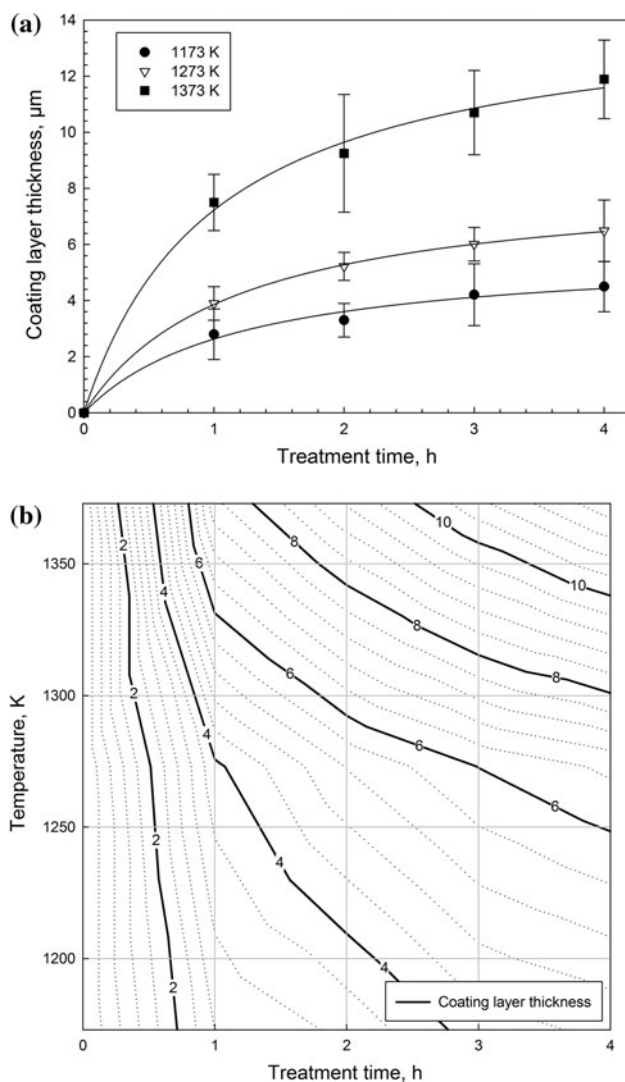 (a)
14
12
10
8
6
4
2
0
Coating layer thickness, µm
1173 K
1273 K
1373 K
0 1 2 3 4
Treatment time, h
(b)
1350
1300
1250
1200
Temperature, K
2 4 6 8 10
8
10
2 4 6 8
6
2 4
2 4
Coating layer thickness
0 1 2 3 4
Treatment time, h